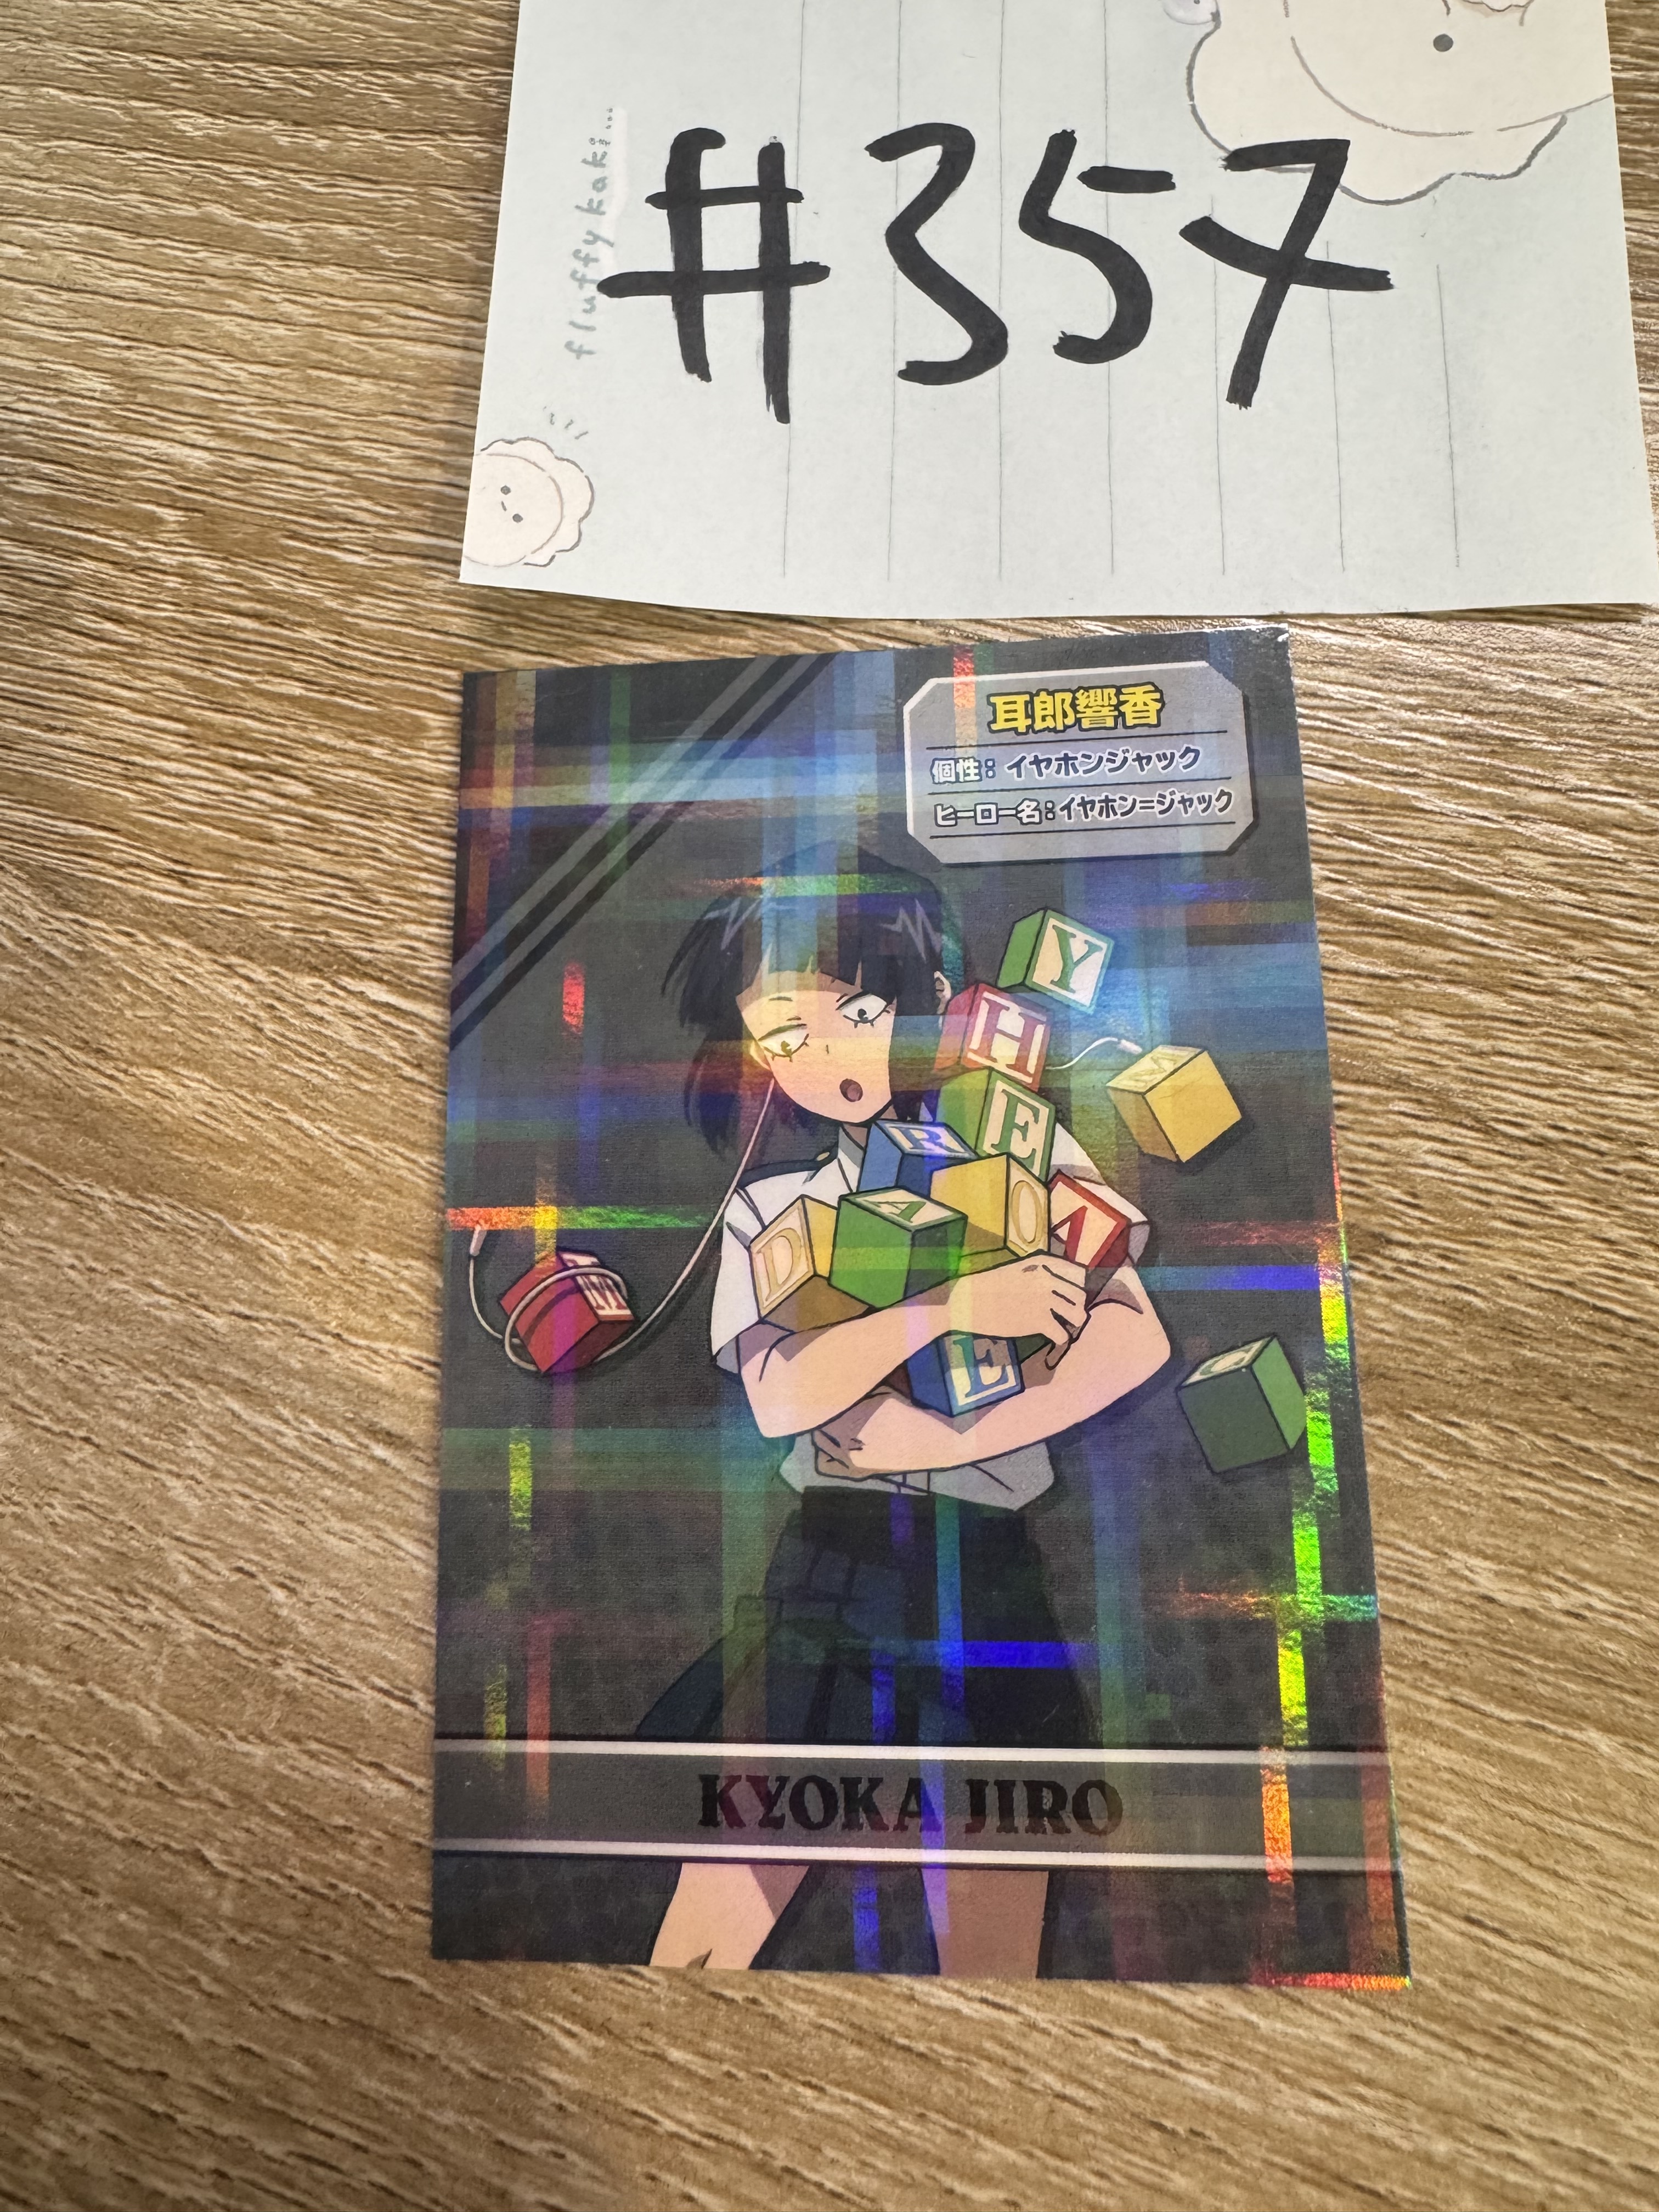 #357
fluffy kaki...
耳郎響香
個性：イヤホンジャック
ヒーロー名：イヤホン=ジャック
Y
H
M
E
R
O
A
D
A
M
E
C
KYOKA JIRO